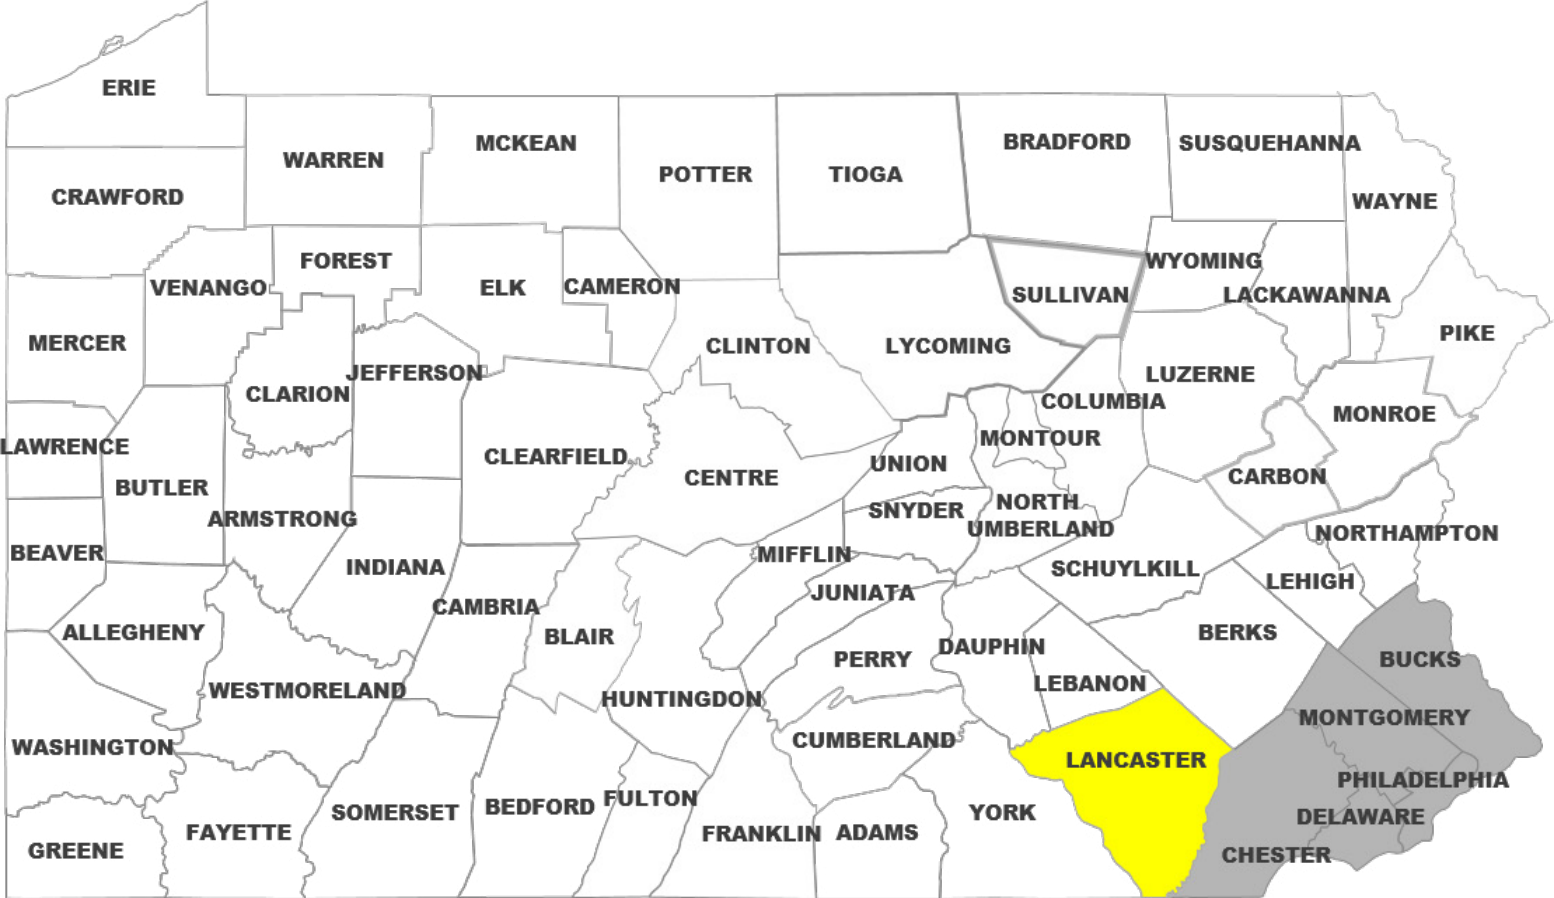 ERIE
WARREN
MCKEAN
POTTER
TIOGA
BRADFORD
SUSQUEHANNA
WAYNE
CRAWFORD
VENANGO
FOREST
ELK
CAMERON
SULLIVAN
WYOMING
LACKAWANNA
PIKE
MERCER
CLARION
JEFFERSON
CLINTON
LYCOMING
COLUMBIA
LUZERNE
MONROE
LAWRENCE
BUTLER
ARMSTRONG
CLEARFIELD
CENTRE
UNION
MONTOUR
SNYDER
NORTH
UMBERLAND
CARBON
NORTHAMPTON
BEAVER
INDIANA
MIFFLIN
JUNIATA
SCHUYLKILL
LEHIGH
ALLEGHENY
CAMBRIA
BLAIR
PERRY
DAUPHIN
BERKS
BUCKS
WESTMORELAND
HUNTINGDON
LEBANON
MONTGOMERY
WASHINGTON
CUMBERLAND
LANCASTER
PHILADELPHIA
GREENE
FAYETTE
SOMERSET
BEDFORD
FULTON
FRANKLIN
ADAMS
YORK
DELAWARE
CHESTER